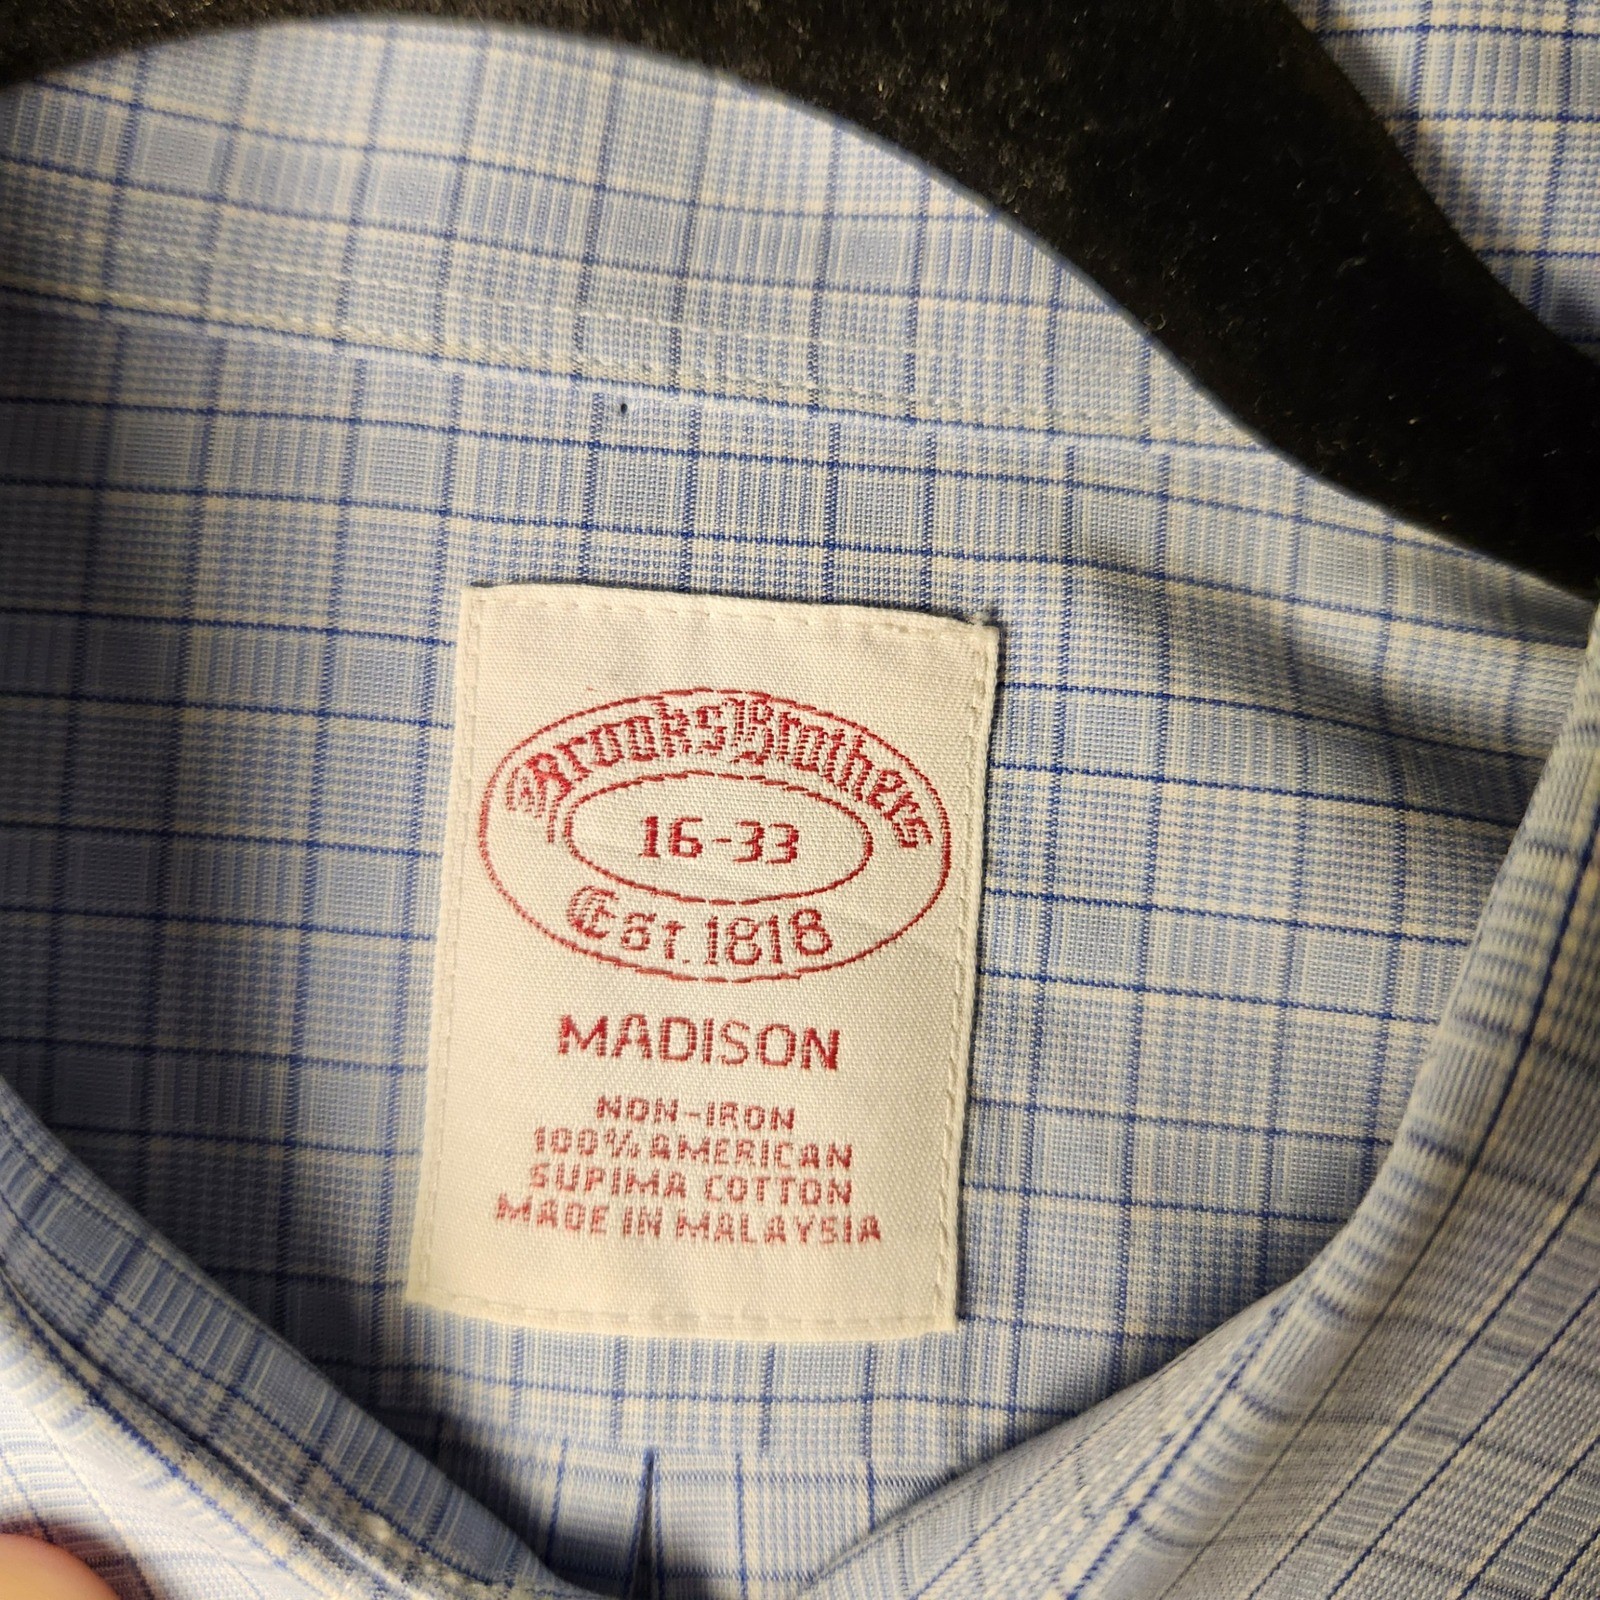 Brooks Brothers
16-33
Est. 1818
MADISON
NON-IRON
100% AMERICAN
SUPIMA COTTON
MADE IN MALAYSIA